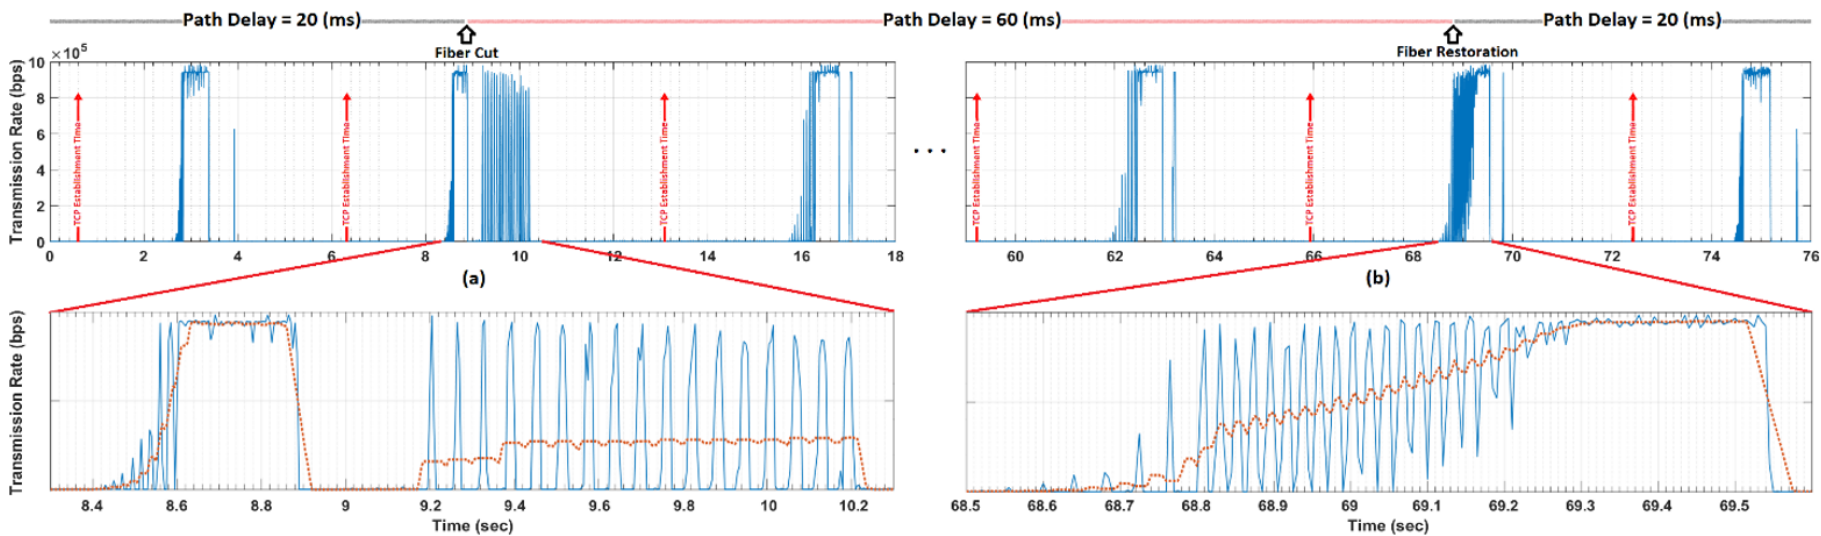 Path Delay = 20 (ms) Path Delay = 60 (ms) Path Delay = 20 (ms)
Fiber Cut Fiber Restoration
×10⁵
Transmission Rate (bps)
10
8
6
4
2
0
TCP Establishment Time
TCP Establishment Time
TCP Establishment Time
. . .
TCP Establishment Time
TCP Establishment Time
TCP Establishment Time
0 2 4 6 8 10 12 14 16 18
60 62 64 66 68 70 72 74 76
(a) (b)
Transmission Rate (bps)
8.4 8.6 8.8 9 9.2 9.4 9.6 9.8 10 10.2
68.5 68.6 68.7 68.8 68.9 69 69.1 69.2 69.3 69.4 69.5
Time (sec) Time (sec)